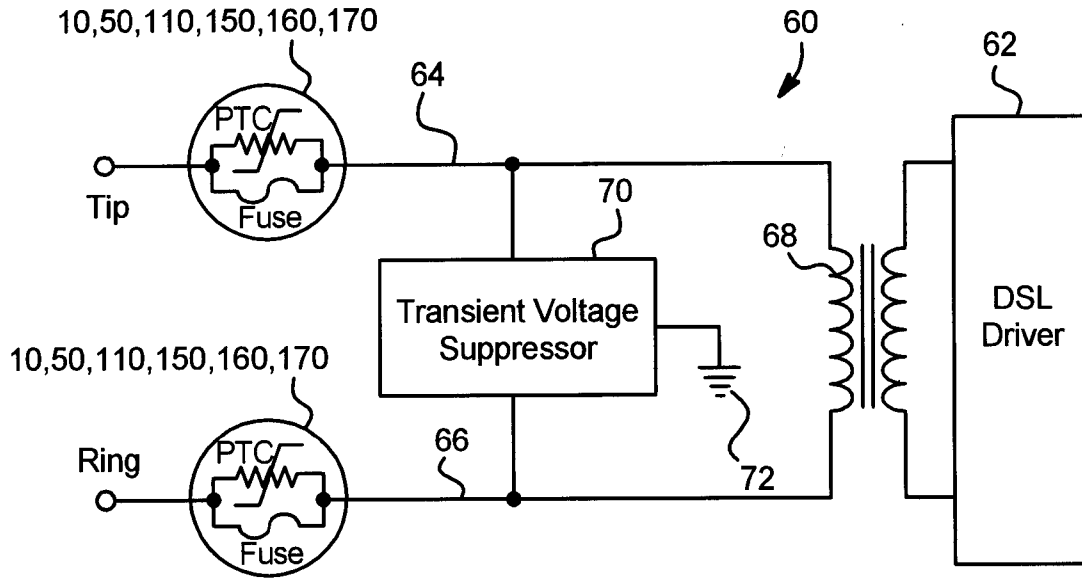 10,50,110,150,160,170
60
62
64
PTC
Tip
Fuse
70
68
Transient Voltage
Suppressor
DSL
Driver
10,50,110,150,160,170
72
Ring
PTC
66
Fuse